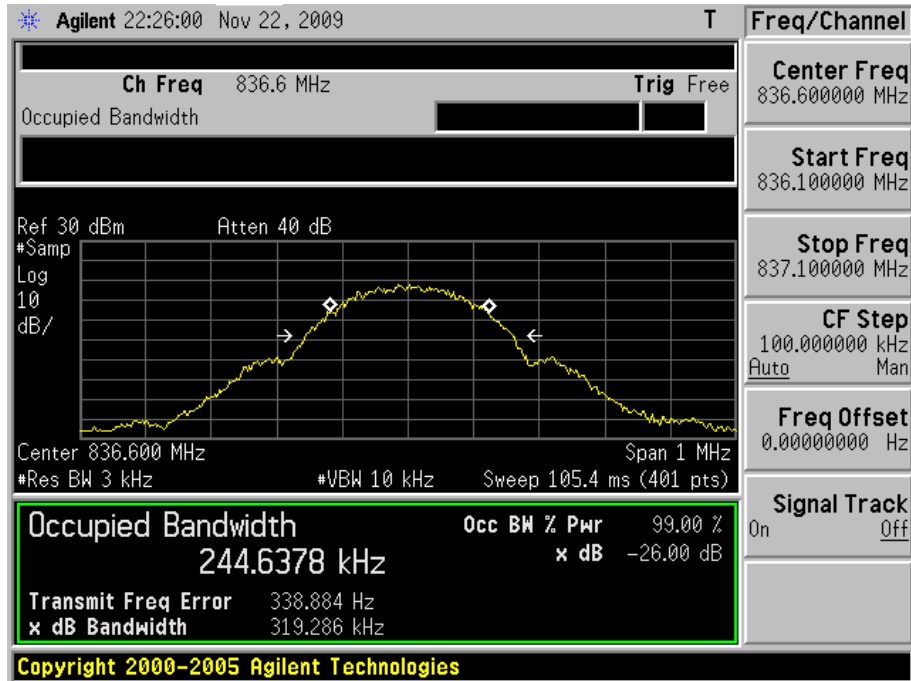 Agilent 22:26:00 Nov 22, 2009 T
Ch Freq 836.6 MHz Trig Free
Occupied Bandwidth
Ref 30 dBm Atten 40 dB
#Samp
Log
10
dB/
Center 836.600 MHz Span 1 MHz
#Res BW 3 kHz #VBW 10 kHz Sweep 105.4 ms (401 pts)
Occupied Bandwidth Occ BW % Pwr 99.00 %
244.6378 kHz x dB -26.00 dB
Transmit Freq Error 338.884 Hz
x dB Bandwidth 319.286 kHz
Copyright 2000-2005 Agilent Technologies
Freq/Channel
Center Freq
836.600000 MHz
Start Freq
836.100000 MHz
Stop Freq
837.100000 MHz
CF Step
100.000000 kHz
Auto Man
Freq Offset
0.00000000 Hz
Signal Track
On Off